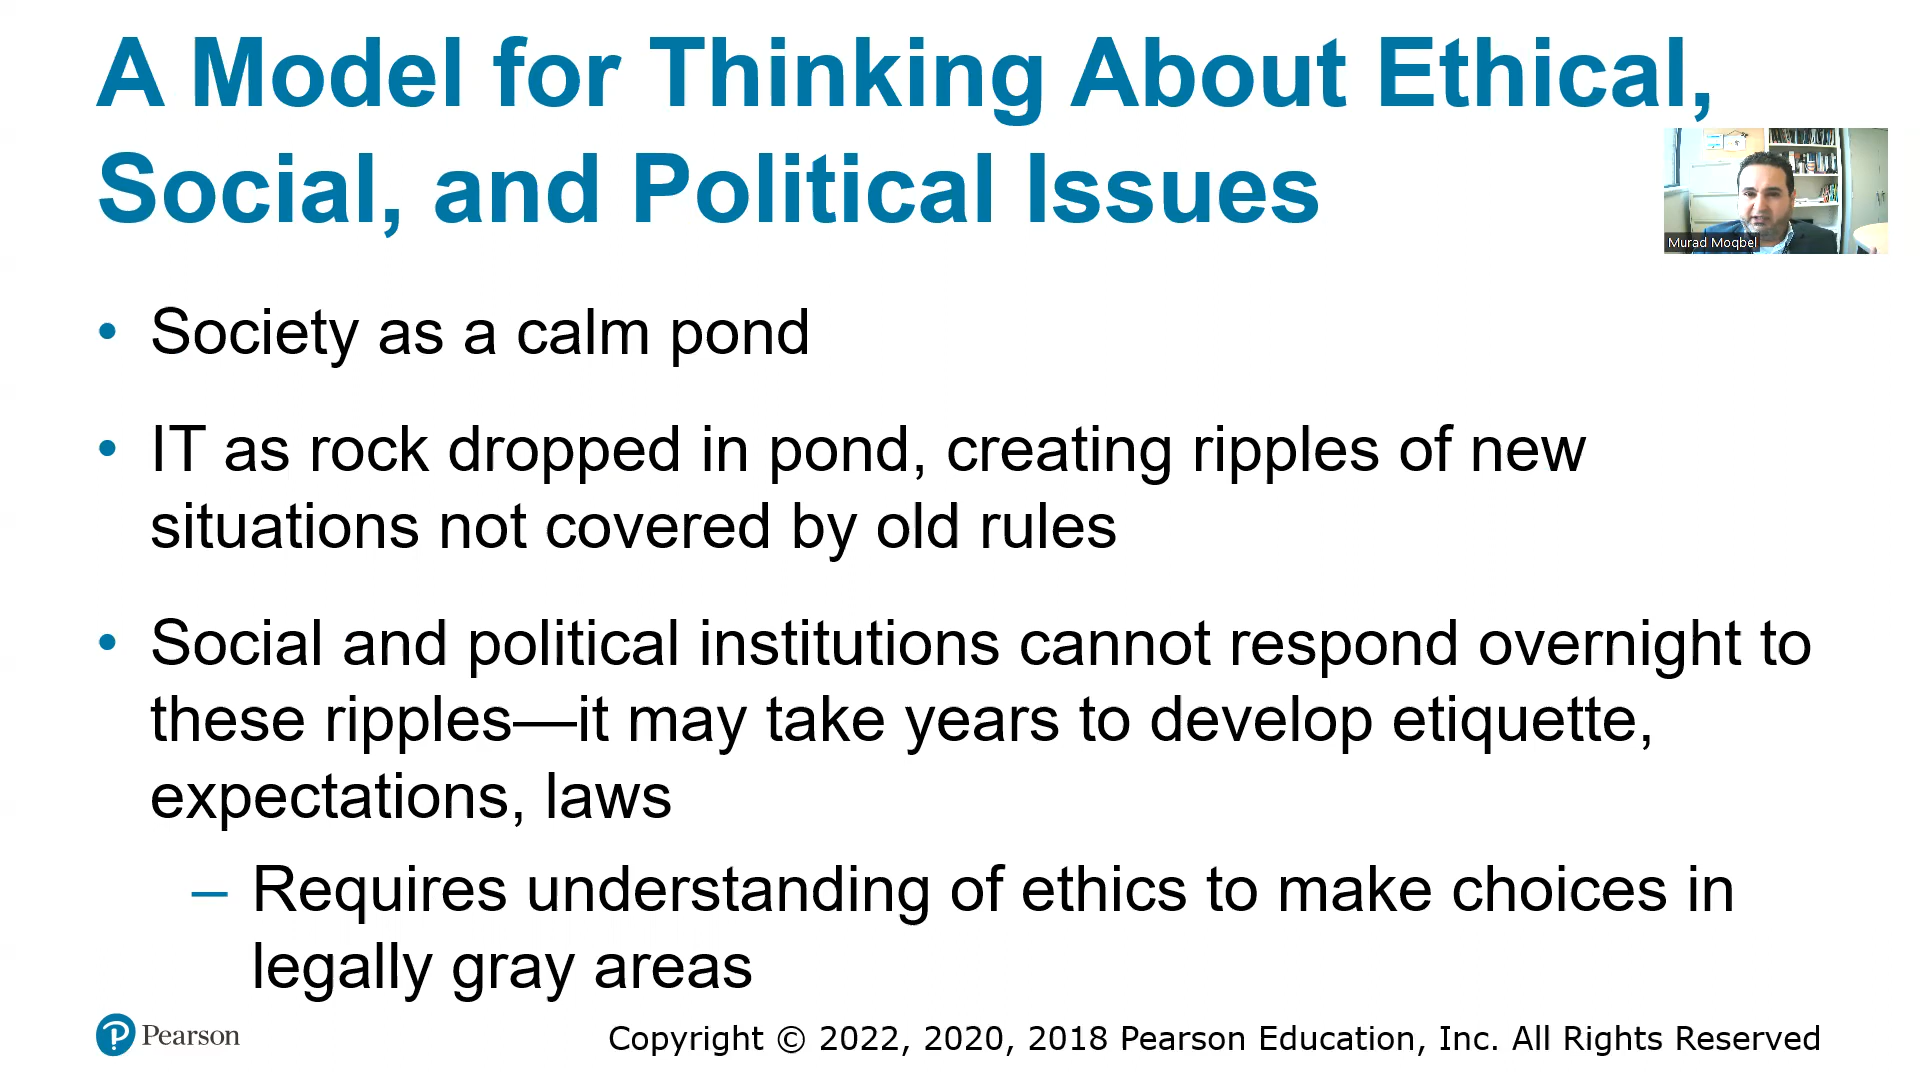 A Model for Thinking About Ethical,
Social, and Political Issues
Murad Moqbel
• Society as a calm pond
• IT as rock dropped in pond, creating ripples of new
situations not covered by old rules
• Social and political institutions cannot respond overnight to
these ripples—it may take years to develop etiquette,
expectations, laws
– Requires understanding of ethics to make choices in
legally gray areas
Pearson
Copyright © 2022, 2020, 2018 Pearson Education, Inc. All Rights Reserved